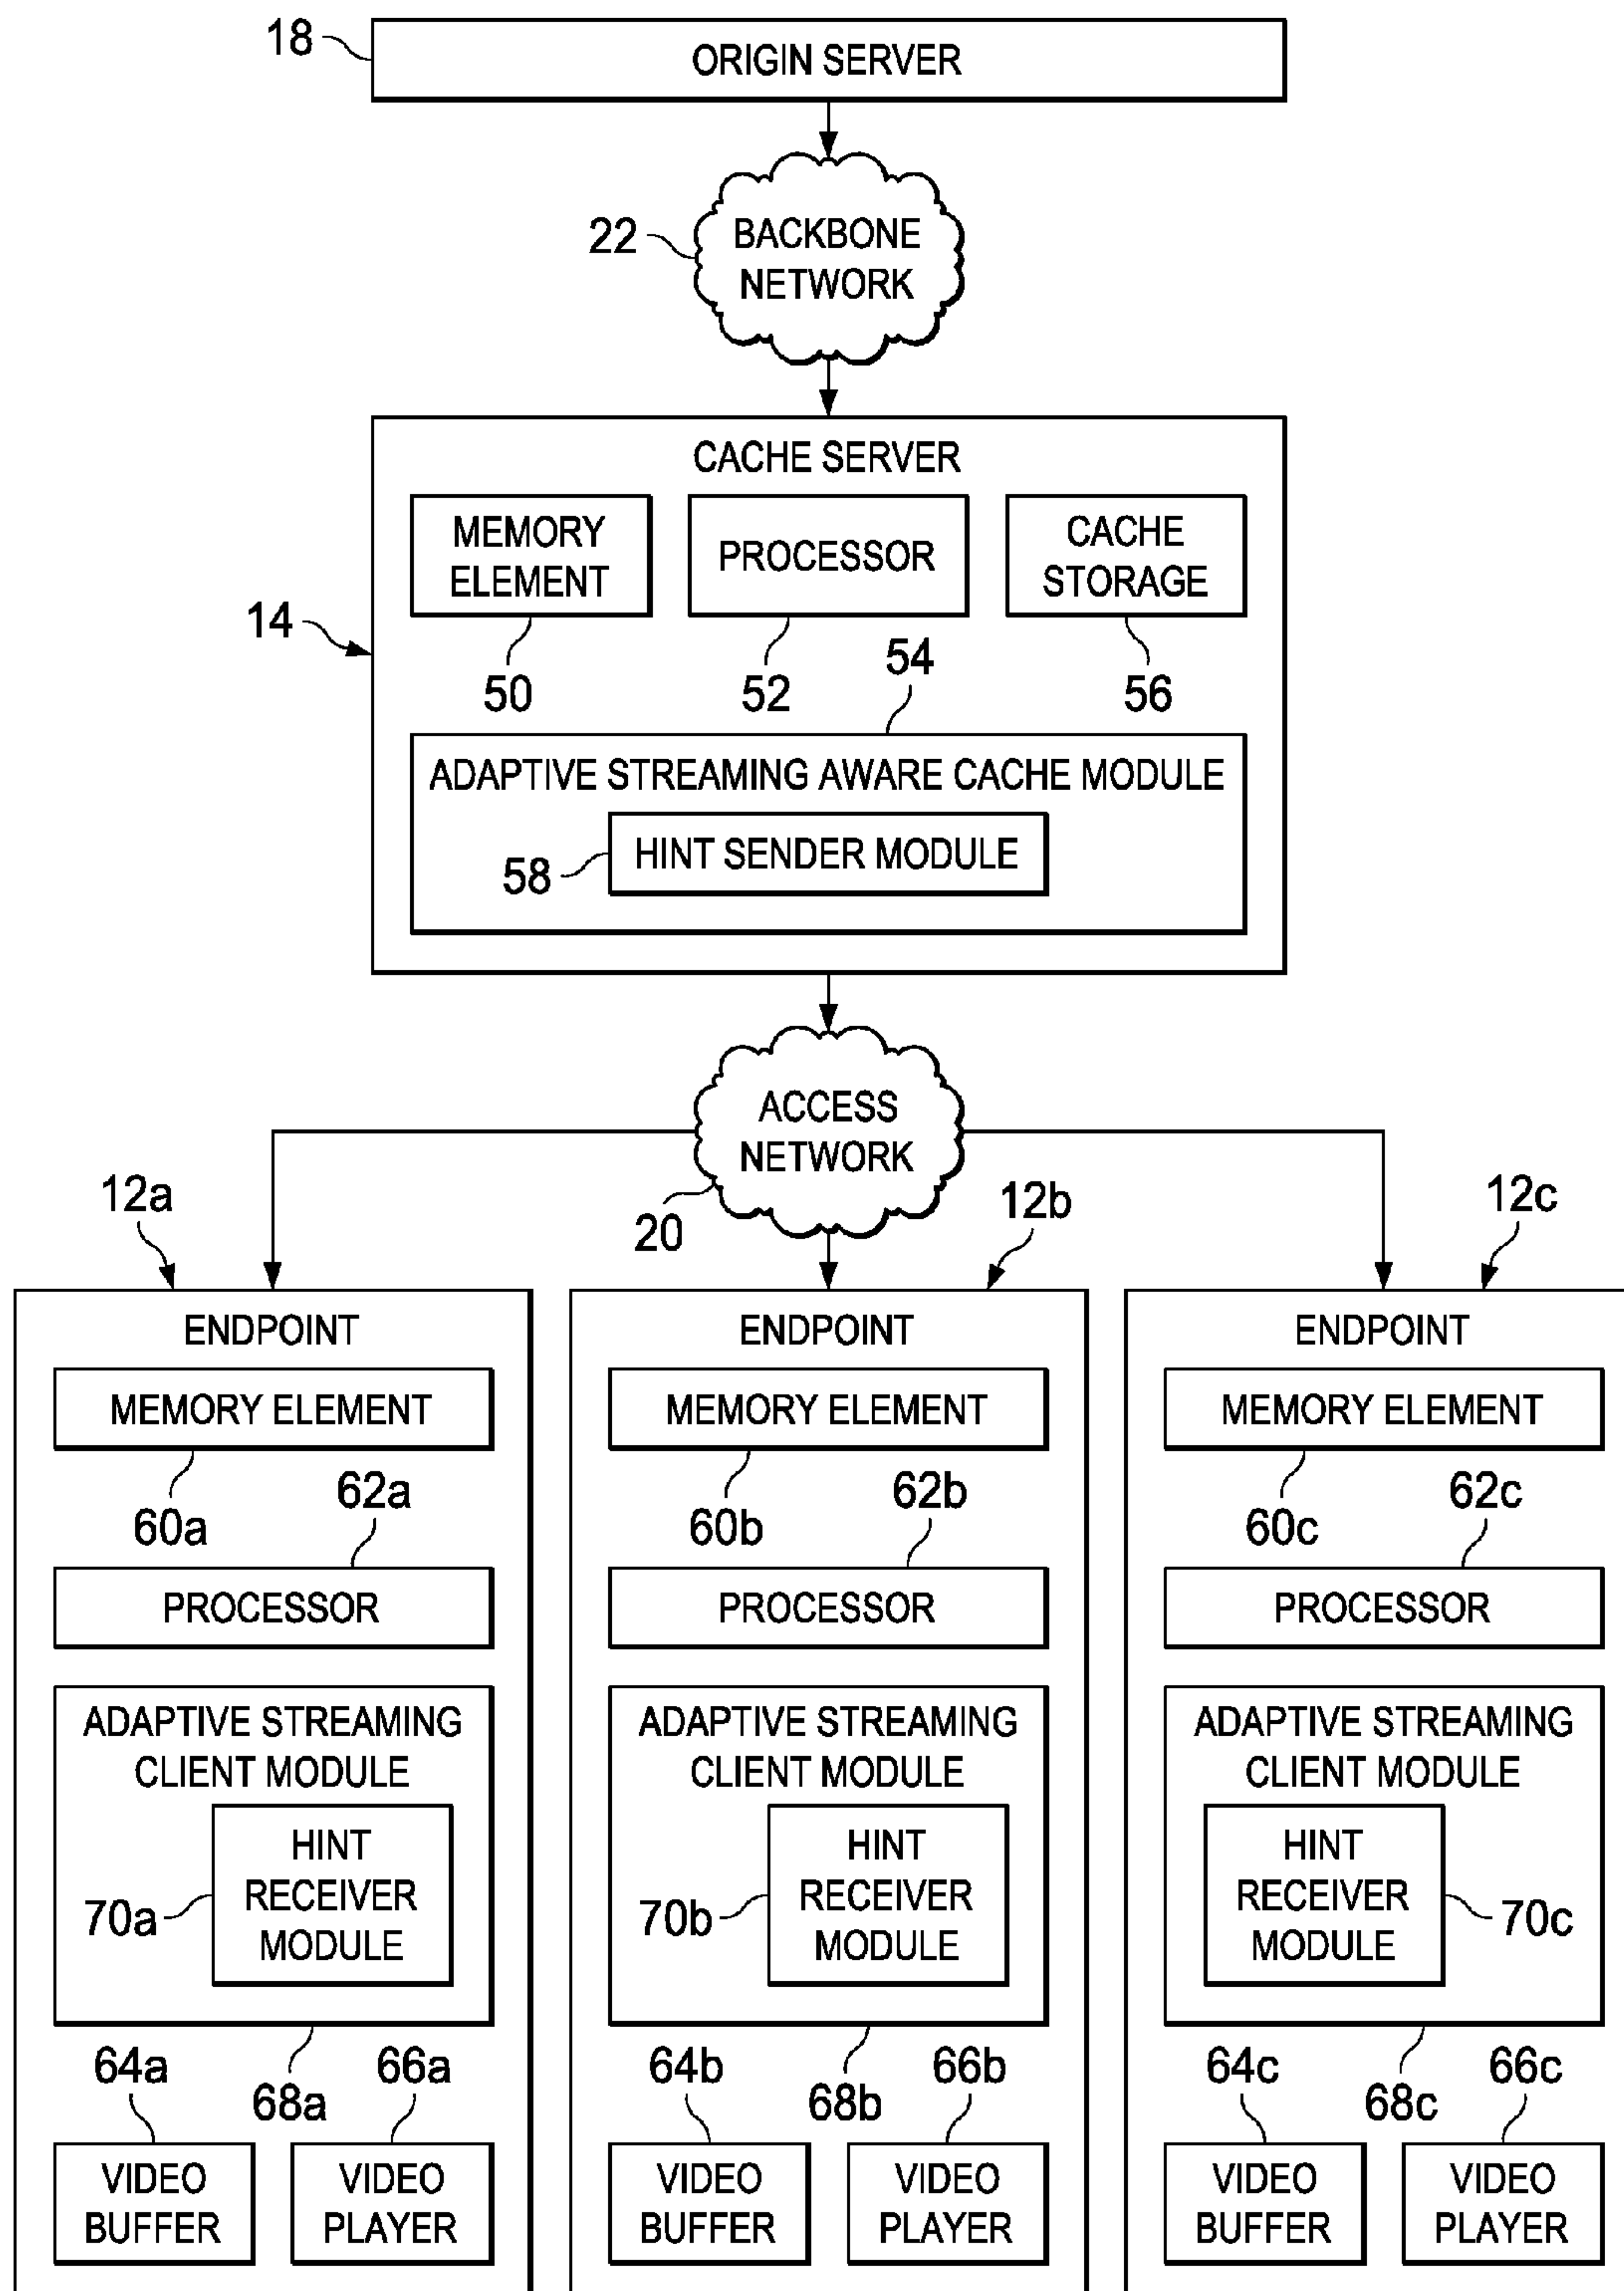 18
ORIGIN SERVER
22
BACKBONE
NETWORK
CACHE SERVER
MEMORY
ELEMENT
PROCESSOR
CACHE
STORAGE
14
50
52
54
56
ADAPTIVE STREAMING AWARE CACHE MODULE
58
HINT SENDER MODULE
ACCESS
NETWORK
20
12a
12b
12c
ENDPOINT
MEMORY ELEMENT
60a
62a
PROCESSOR
ADAPTIVE STREAMING
CLIENT MODULE
HINT
RECEIVER
MODULE
70a
64a
68a
66a
VIDEO
BUFFER
VIDEO
PLAYER
ENDPOINT
MEMORY ELEMENT
60b
62b
PROCESSOR
ADAPTIVE STREAMING
CLIENT MODULE
HINT
RECEIVER
MODULE
70b
64b
68b
66b
VIDEO
BUFFER
VIDEO
PLAYER
ENDPOINT
MEMORY ELEMENT
60c
62c
PROCESSOR
ADAPTIVE STREAMING
CLIENT MODULE
HINT
RECEIVER
MODULE
70c
64c
68c
66c
VIDEO
BUFFER
VIDEO
PLAYER